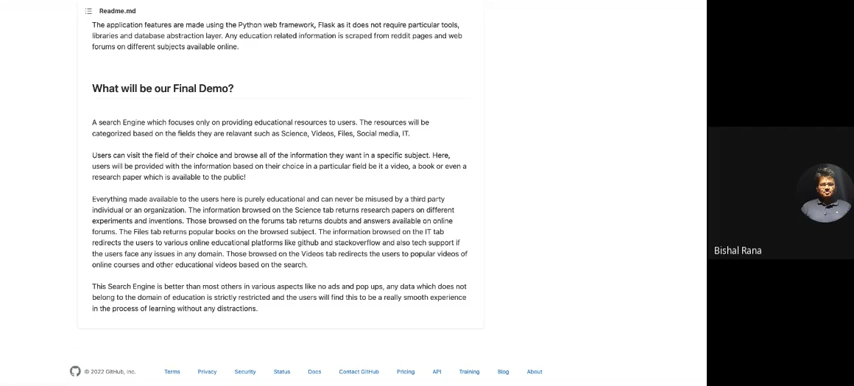 Readme.md
The application features are made using the Python web framework, Flask as it does not require particular tools,
libraries and database abstraction layer. Any education related information is scraped from reddit pages and web
forums on different subjects available online.
What will be our Final Demo?
A search Engine which focuses only on providing educational resources to users. The resources will be
categorized based on the fields they are relavant such as Science, Videos, Files, Social media, IT.
Users can visit the field of their choice and browse all of the information they want in a specific subject. Here,
users will be provided with the information based on their choice in a particular field be it a video, a book or even a
research paper which is available to the public!
Everything made available to the users here is purely educational and can never be misused by a third party
individual or an organization. The information browsed on the Science tab returns research papers on different
experiments and inventions. Those browsed on the forums tab returns doubts and answers available on online
forums. The Files tab returns popular books on the browsed subject. The information browsed on the IT tab
redirects the users to various online educational platforms like github and stackoverflow and also tech support if
the users face any issues in any domain. Those browsed on the Videos tab redirects the users to popular videos of
online courses and other educational videos based on the search.
This Search Engine is better than most others in various aspects like no ads and pop ups, any data which does not
belong to the domain of education is strictly restricted and the users will find this to be a really smooth experience
in the process of learning without any distractions.
Bishal Rana
© 2022 GitHub, Inc. Terms Privacy Security Status Docs Contact GitHub Pricing API Training Blog About